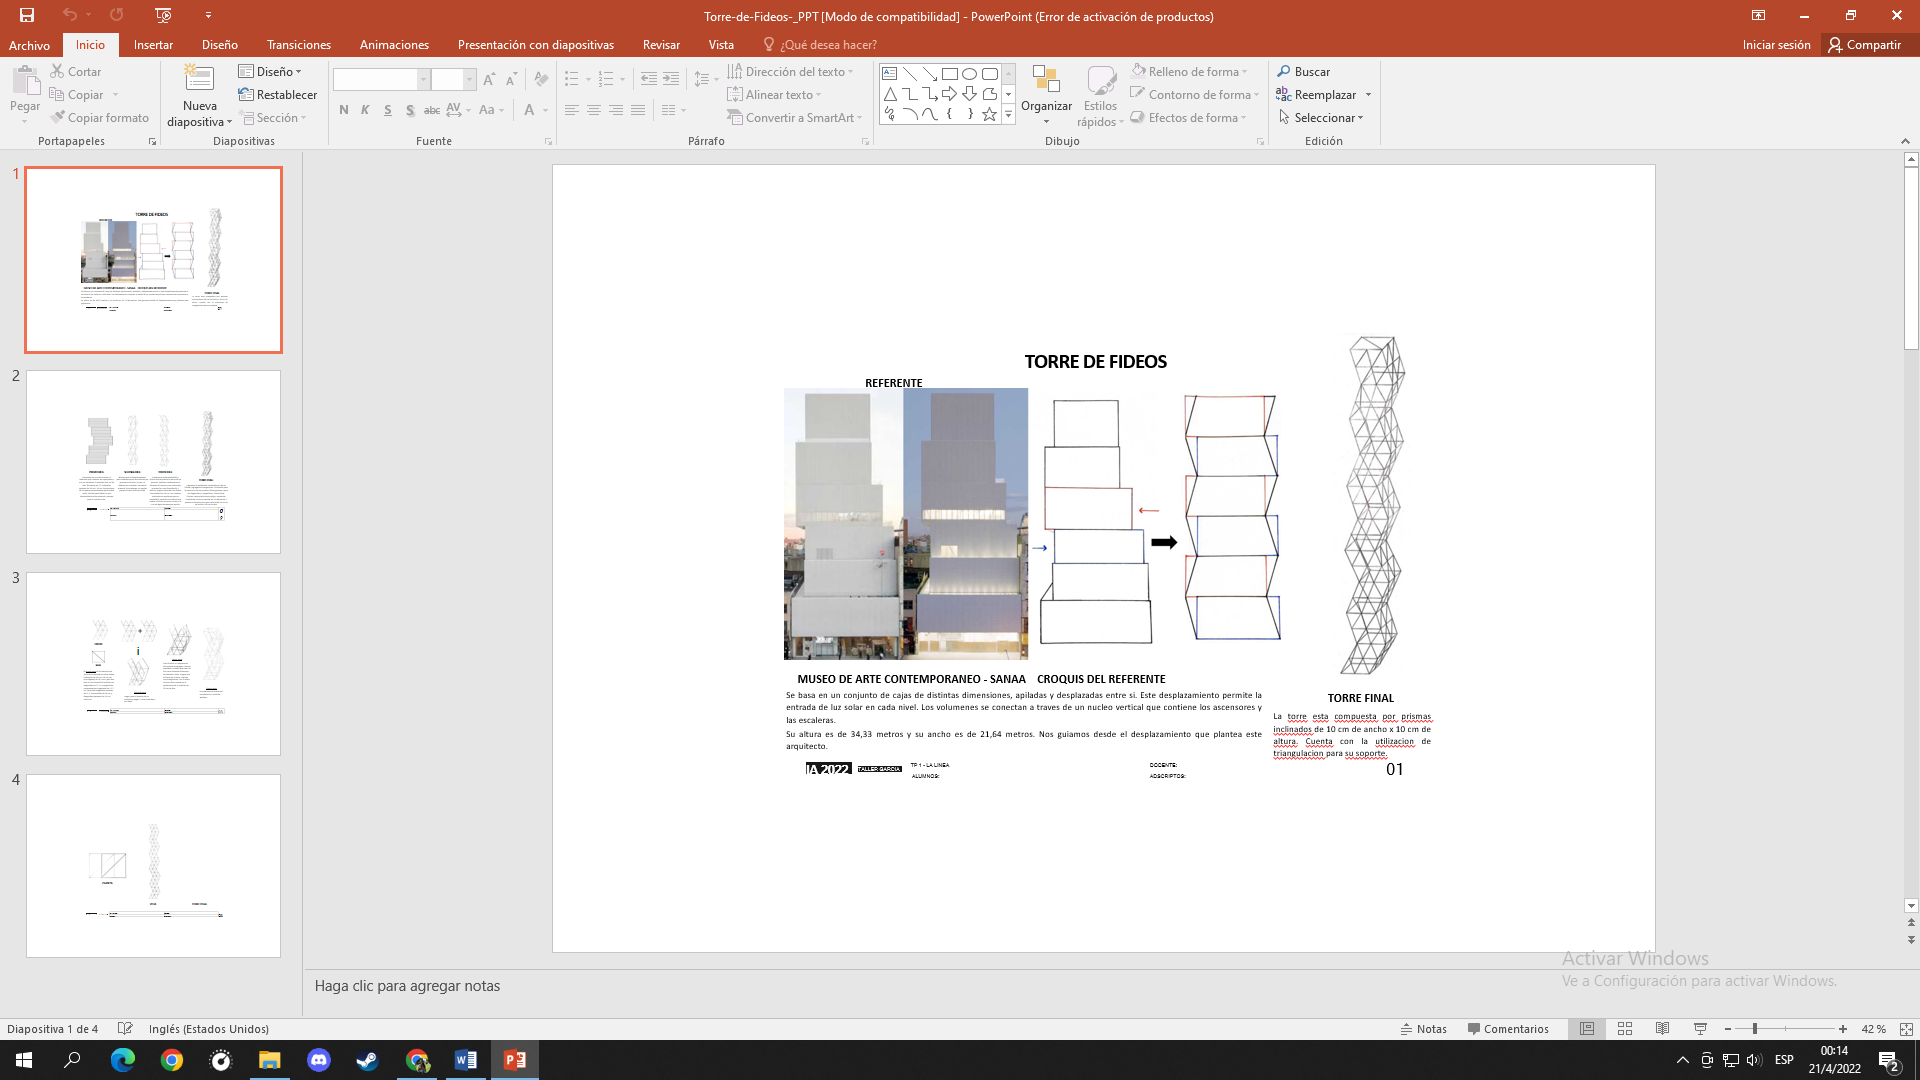 Torre-de-Fideos-_PPT [Modo de compatibilidad] - PowerPoint (Error de activación de productos)
Archivo Inicio Insertar Diseño Transiciones Animaciones Presentación con diapositivas Revisar Vista ¿Qué desea hacer? Iniciar sesión Compartir
Pegar
Cortar
Copiar
Copiar formato
Portapapeles
Nueva diapositiva
Diseño
Restablecer
Sección
Diapositivas
N K S S abc AV Aa A
Fuente
Dirección del texto
Alinear texto
Convertir a SmartArt
Párrafo
Organizar
Estilos rápidos
Relleno de forma
Contorno de forma
Efectos de forma
Dibujo
Buscar
Reemplazar
Seleccionar
Edición
1
2
3
4
TORRE DE FIDEOS
REFERENTE
MUSEO DE ARTE CONTEMPORANEO - SANAA CROQUIS DEL REFERENTE
Se basa en un conjunto de cajas de distintas dimensiones, apiladas y desplazadas entre si. Este desplazamiento permite la
entrada de luz solar en cada nivel. Los volumenes se conectan a traves de un nucleo vertical que contiene los ascensores y
las escaleras.
Su altura es de 34,33 metros y su ancho es de 21,64 metros. Nos guiamos desde el desplazamiento que plantea este
arquitecto.
TORRE FINAL
La torre esta compuesta por prismas
inclinados de 10 cm de ancho x 10 cm de
altura. Cuenta con la utilizacion de
triangulacion para su soporte.
IA 2022 TALLER GARCIA TP 1 - LA LINEA DOCENTE:
ALUMNOS: ADSCRIPTOS:
01
Activar Windows
Ve a Configuración para activar Windows.
Haga clic para agregar notas
Diapositiva 1 de 4 Inglés (Estados Unidos) Notas Comentarios 42 %
ESP
00:14
21/4/2022
2